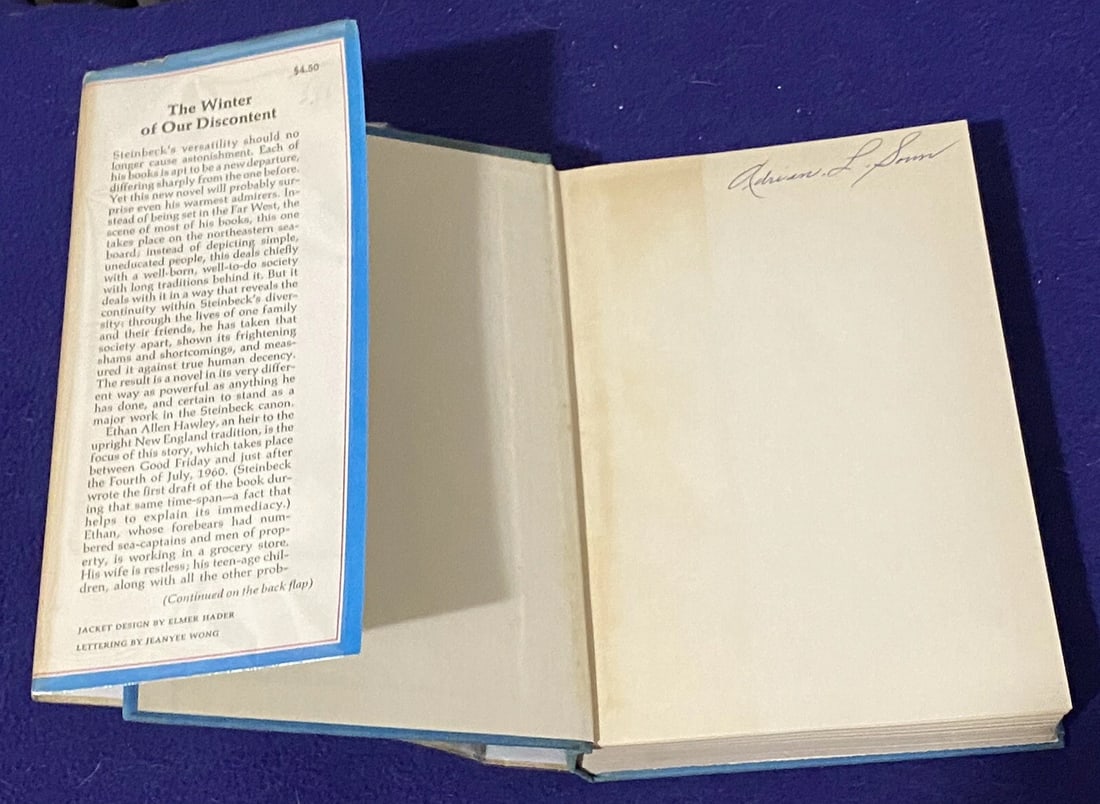 $4.50
The Winter
of Our Discontent
Steinbeck's versatility should no
longer cause astonishment. Each of
his books is apt to be a new departure,
differing sharply from the one before.
Yet this new novel will probably sur-
prise even his warmest admirers. In-
stead of being set in the Far West, the
scene of most of his books, this one
takes place on the northeastern sea-
board; instead of depicting simple,
uneducated people, this deals chiefly
with a well-born, well-to-do society
with long traditions behind it. But it
deals with it in a way that reveals the
continuity within Steinbeck's diver-
sity: through the lives of one family
and their friends, he has taken that
society apart, shown its frightening
shams and shortcomings, and meas-
ured it against true human decency.
The result is a novel in its very differ-
ent way as powerful as anything he
has done, and certain to stand as a
major work in the Steinbeck canon.
Ethan Allen Hawley, an heir to the
upright New England tradition, is the
focus of this story, which takes place
between Good Friday and just after
the Fourth of July, 1960. (Steinbeck
wrote the first draft of the book dur-
ing that same time-span—a fact that
helps to explain its immediacy.)
Ethan, whose forebears had num-
bered sea-captains and men of prop-
erty, is working in a grocery store.
His wife is restless; his teen-age chil-
dren, along with all the other prob-
(Continued on the back flap)
JACKET DESIGN BY ELMER HADER
LETTERING BY JEANYEE WONG
Adrian. L.